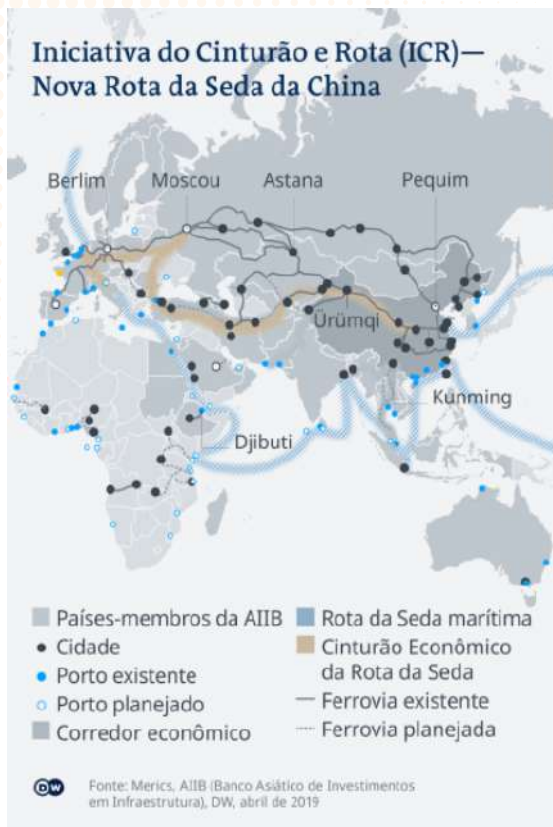 Iniciativa do Cinturão e Rota (ICR)—
Nova Rota da Seda da China
Berlim
Moscou
Astana
Pequim
Ürümqi
Kunming
Djibuti
Países-membros da AIIB
Cidade
Porto existente
Porto planejado
Corredor econômico
Rota da Seda marítima
Cinturão Econômico
da Rota da Seda
Ferrovia existente
Ferrovia planejada
DW
Fonte: Merics, AIIB (Banco Asiático de Investimentos
em Infraestrutura), DW, abril de 2019